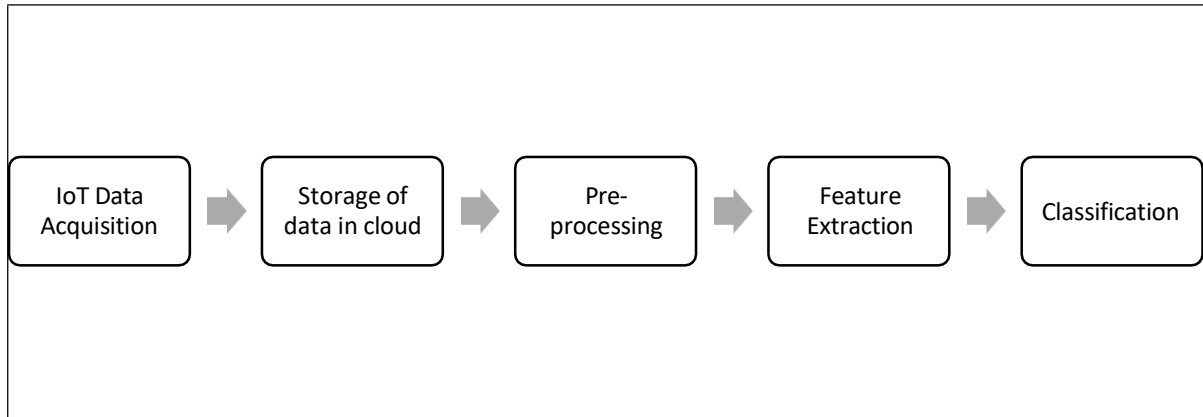 IoT Data
Acquisition
Storage of
data in cloud
Pre-
processing
Feature
Extraction
Classification